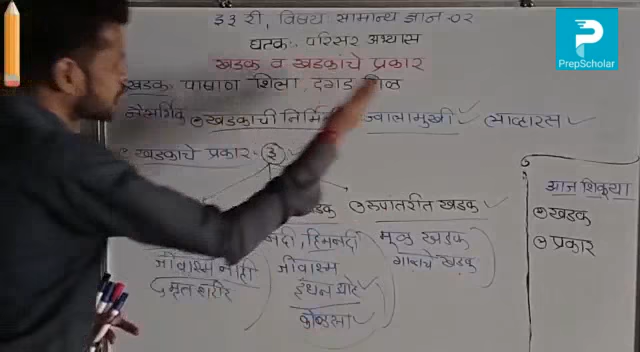 इ ३ री, विषय सामान्य ज्ञान - ०२
घटक:- परिसर अभ्यास
खडक व खडकांचे प्रकार
खडक: पाषाण शिला, दगड
नैसर्गिक खडकाची ज्वालामुखी लाव्हारस
खडकांचे प्रकार - ३
खडक रूपांतरीत खडक
नदी, हिमनदी मूळ खडक
जीवाश्म नाही जीवाश्म खडक
मृत शरीर इंधन थोर
कोळसा
आज शिकूया
खडक
प्रकार
P
PrepScholar